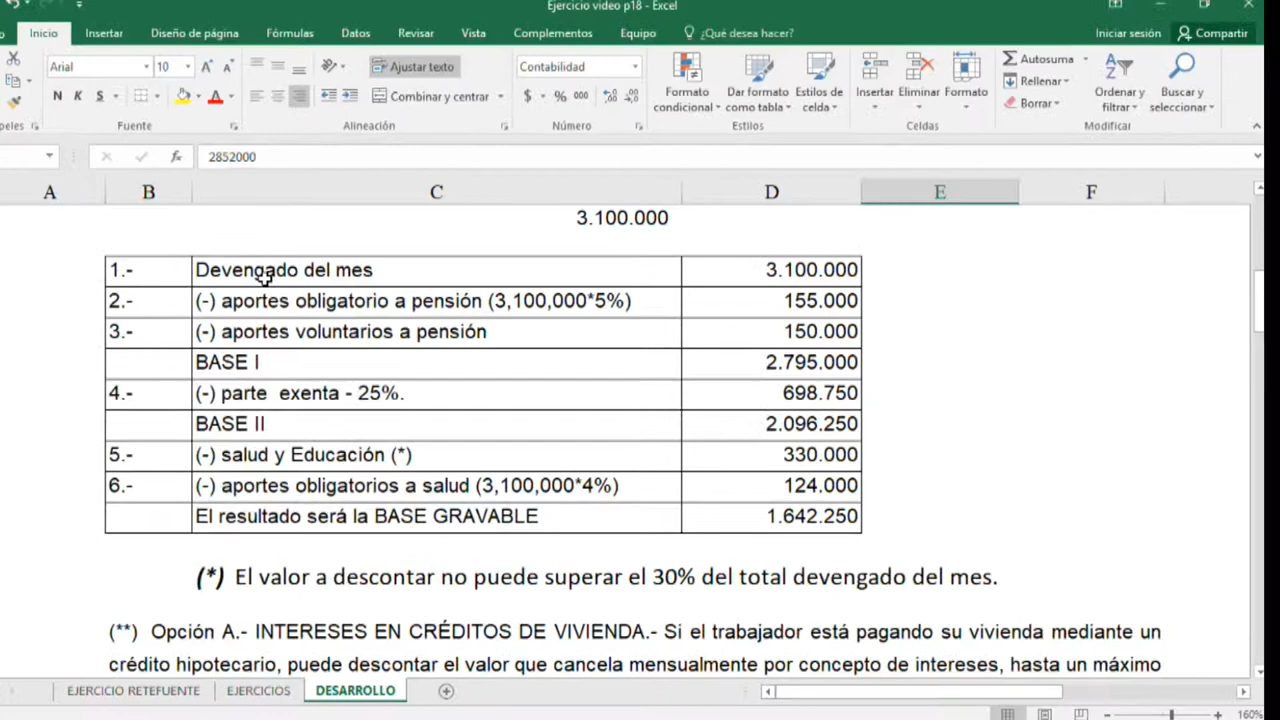 Ejercicio video p18 - Excel
Inicio Insertar Diseño de página Fórmulas Datos Revisar Vista Complementos Equipo ¿Qué desea hacer? Iniciar sesión Compartir
Arial 10 Ajustar texto Contabilidad Autosuma
N K S Combinar y centrar $ % 000 Formato condicional Dar formato como tabla Estilos de celda Insertar Eliminar Formato Rellenar Borrar Ordenar y filtrar Buscar y seleccionar
peles Fuente Alineación Número Estilos Celdas Modificar
fx 2852000
A B C D E F
3.100.000
1.- Devengado del mes 3.100.000
2.- (-) aportes obligatorio a pensión (3,100,000*5%) 155.000
3.- (-) aportes voluntarios a pensión 150.000
BASE I 2.795.000
4.- (-) parte exenta - 25%. 698.750
BASE II 2.096.250
5.- (-) salud y Educación (*) 330.000
6.- (-) aportes obligatorios a salud (3,100,000*4%) 124.000
El resultado será la BASE GRAVABLE 1.642.250
(*) El valor a descontar no puede superar el 30% del total devengado del mes.
(**) Opción A.- INTERESES EN CRÉDITOS DE VIVIENDA.- Si el trabajador está pagando su vivienda mediante un
crédito hipotecario, puede descontar el valor que cancela mensualmente por concepto de intereses, hasta un máximo
EJERCICIO RETEFUENTE EJERCICIOS DESARROLLO
160%